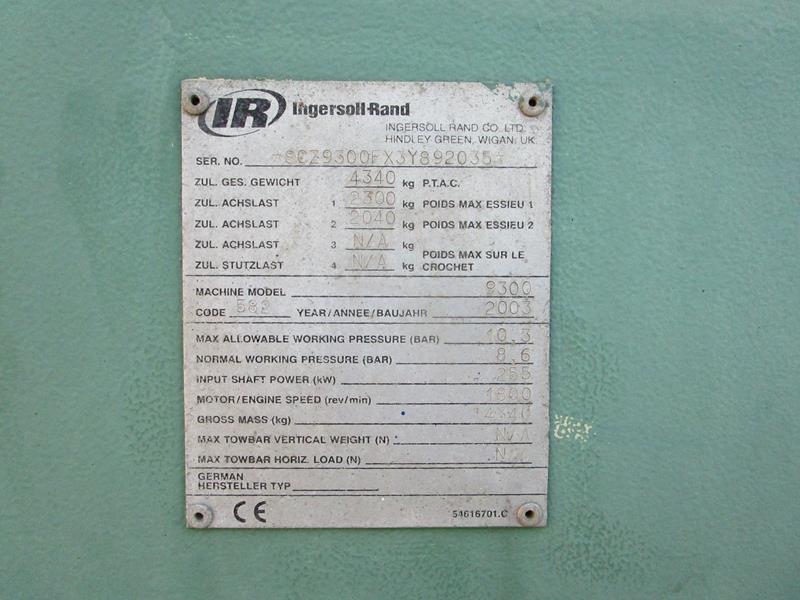 IR Ingersoll-Rand
INGERSOLL RAND CO. LTD.
HINDLEY GREEN, WIGAN, UK
SER. NO.
ZUL. GES. GEWICHT 4340 kg P.T.A.C.
ZUL. ACHSLAST 1 2300 kg POIDS MAX ESSIEU 1
ZUL. ACHSLAST 2 2040 kg POIDS MAX ESSIEU 2
ZUL. ACHSLAST 3 N/A kg
ZUL. STUTZLAST 4 N/A kg POIDS MAX SUR LE CROCHET
MACHINE MODEL 9300
CODE YEAR/ANNEE/BAUJAHR 2003
MAX ALLOWABLE WORKING PRESSURE (BAR) 10,3
NORMAL WORKING PRESSURE (BAR) 8,6
INPUT SHAFT POWER (kW)
MOTOR/ENGINE SPEED (rev/min) 1800
GROSS MASS (kg) 4340
MAX TOWBAR VERTICAL WEIGHT (N) N/A
MAX TOWBAR HORIZ. LOAD (N) N/A
GERMAN
HERSTELLER TYP
CE 54616701.C